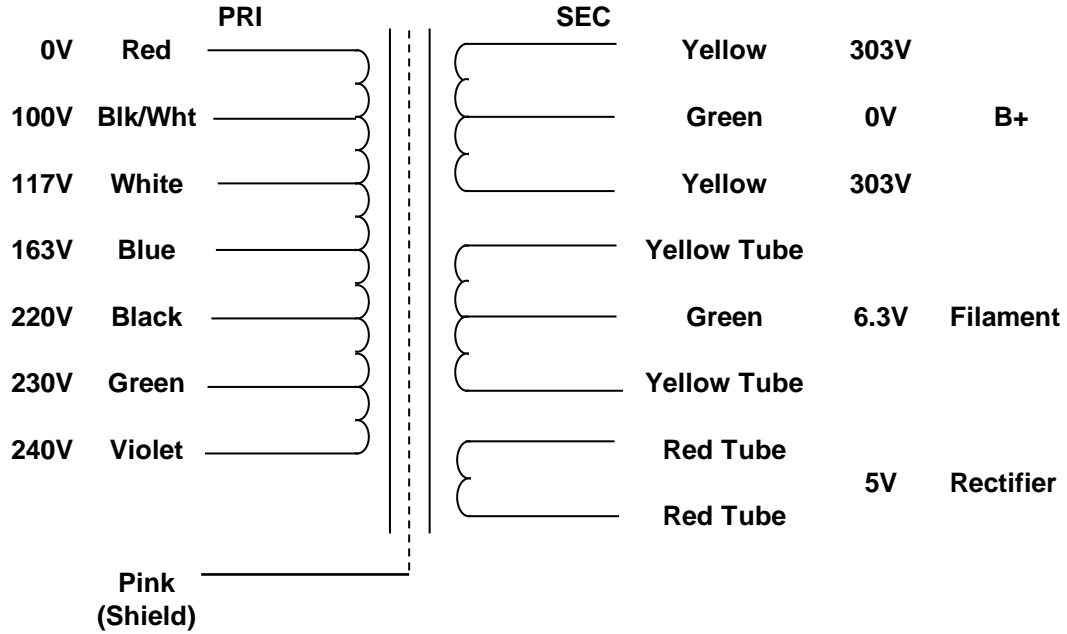 PRI SEC
0V Red Yellow 303V
100V Blk/Wht Green 0V B+
117V White Yellow 303V
163V Blue Yellow Tube
220V Black Green 6.3V Filament
230V Green Yellow Tube
240V Violet Red Tube
5V Rectifier
Red Tube
Pink
(Shield)